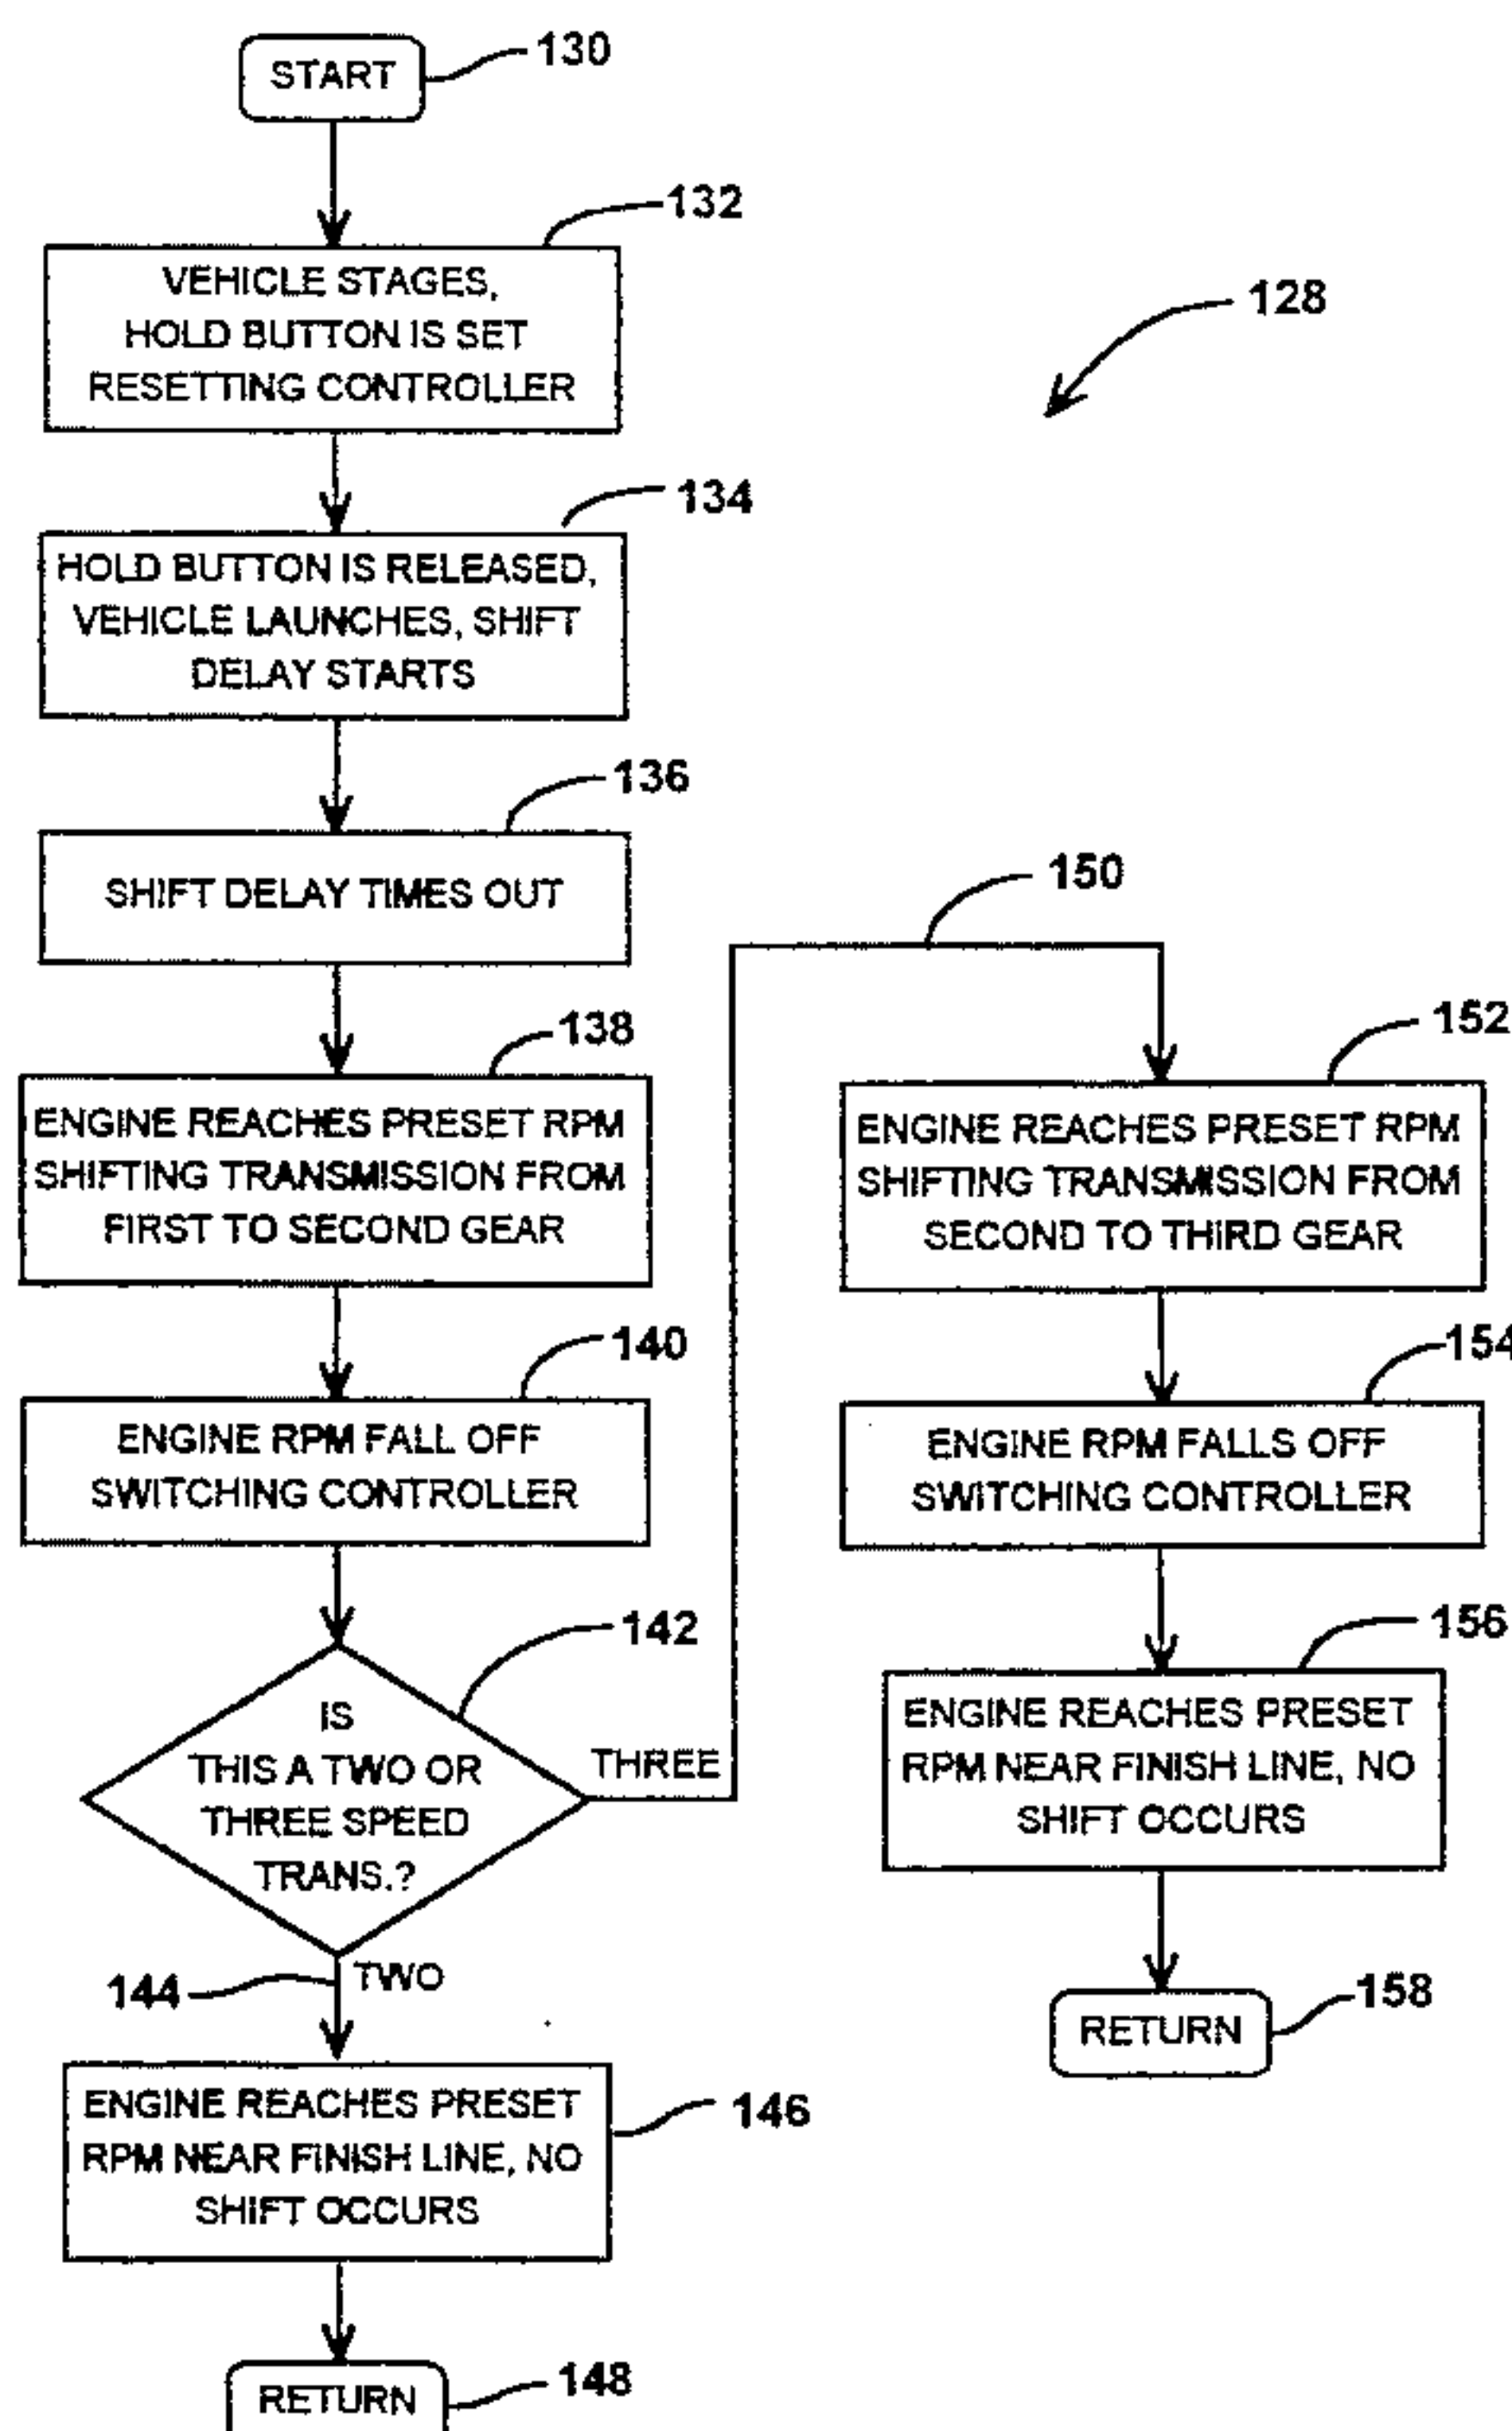 START
130
132
VEHICLE STAGES,
HOLD BUTTON IS SET
RESETTING CONTROLLER
128
134
HOLD BUTTON IS RELEASED,
VEHICLE LAUNCHES, SHIFT
DELAY STARTS
136
SHIFT DELAY TIMES OUT
138
ENGINE REACHES PRESET RPM
SHIFTING TRANSMISSION FROM
FIRST TO SECOND GEAR
140
ENGINE RPM FALL OFF
SWITCHING CONTROLLER
142
IS
THIS A TWO OR
THREE SPEED
TRANS.?
THREE
144
TWO
ENGINE REACHES PRESET
RPM NEAR FINISH LINE, NO
SHIFT OCCURS
146
RETURN
148
150
152
ENGINE REACHES PRESET RPM
SHIFTING TRANSMISSION FROM
SECOND TO THIRD GEAR
154
ENGINE RPM FALLS OFF
SWITCHING CONTROLLER
156
ENGINE REACHES PRESET
RPM NEAR FINISH LINE, NO
SHIFT OCCURS
RETURN
158